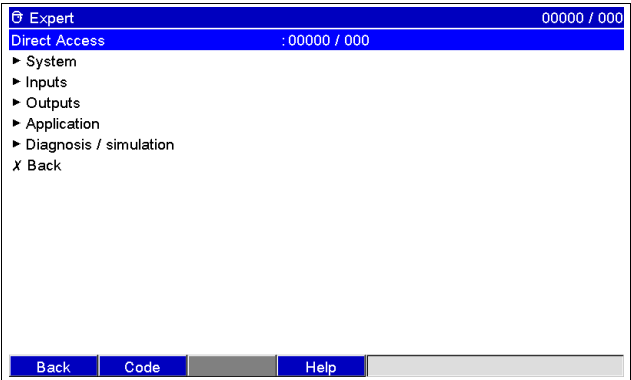 Expert 00000 / 000
Direct Access :00000 / 000
► System
► Inputs
► Outputs
► Application
► Diagnosis / simulation
✗ Back
Back Code Help